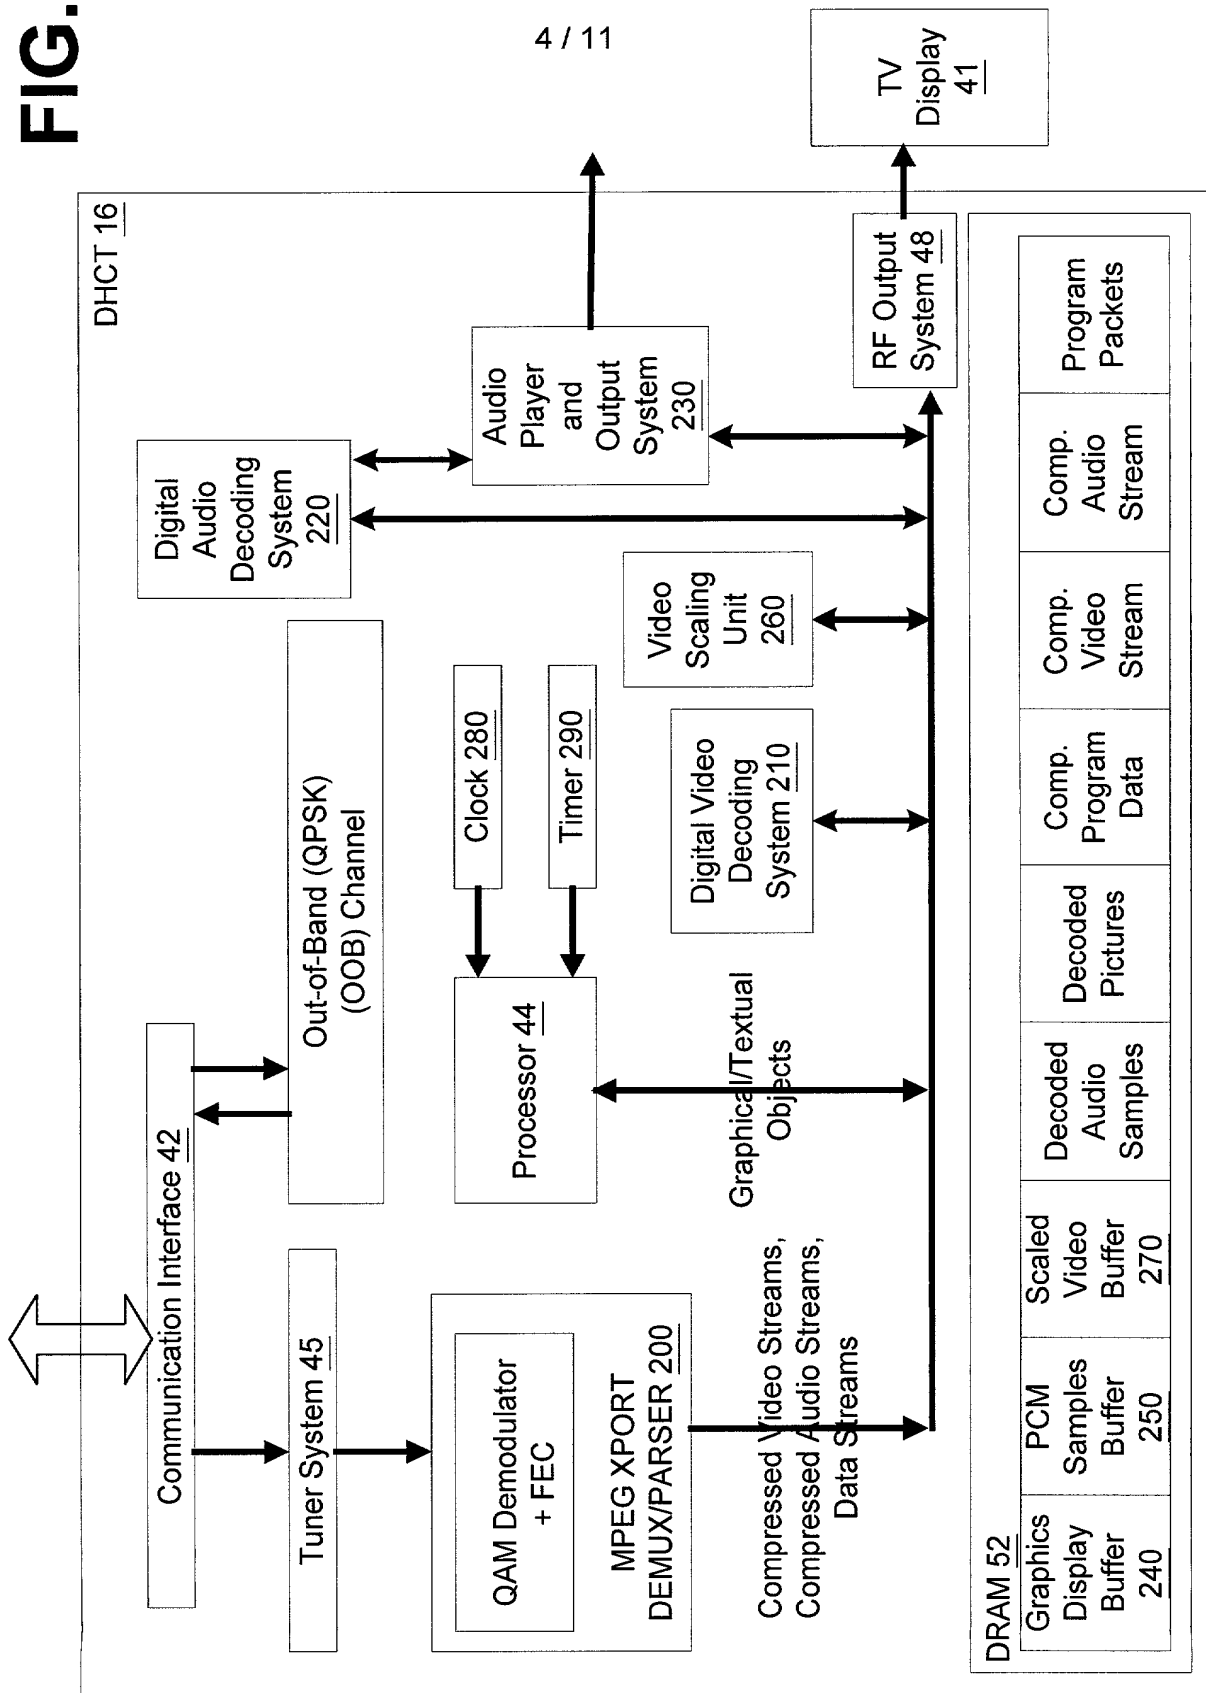 4 / 11
FIG.
DHCT 16
Communication Interface 42
Out-of-Band (QPSK)
(OOB) Channel
Tuner System 45
QAM Demodulator
+ FEC
MPEG XPORT
DEMUX/PARSER 200
Processor 44
Clock 280
Timer 290
Digital
Audio
Decoding
System
220
Audio
Player
and
Output
System
230
Compressed Video Streams,
Compressed Audio Streams,
Data Streams
Graphical/Textual
Objects
Digital Video
Decoding
System 210
Video
Scaling
Unit
260
RF Output
System 48
TV
Display
41
DRAM 52
Graphics
Display
Buffer
240
PCM
Samples
Buffer
250
Scaled
Video
Buffer
270
Decoded
Audio
Samples
Decoded
Pictures
Comp.
Program
Data
Comp.
Video
Stream
Comp.
Audio
Stream
Program
Packets